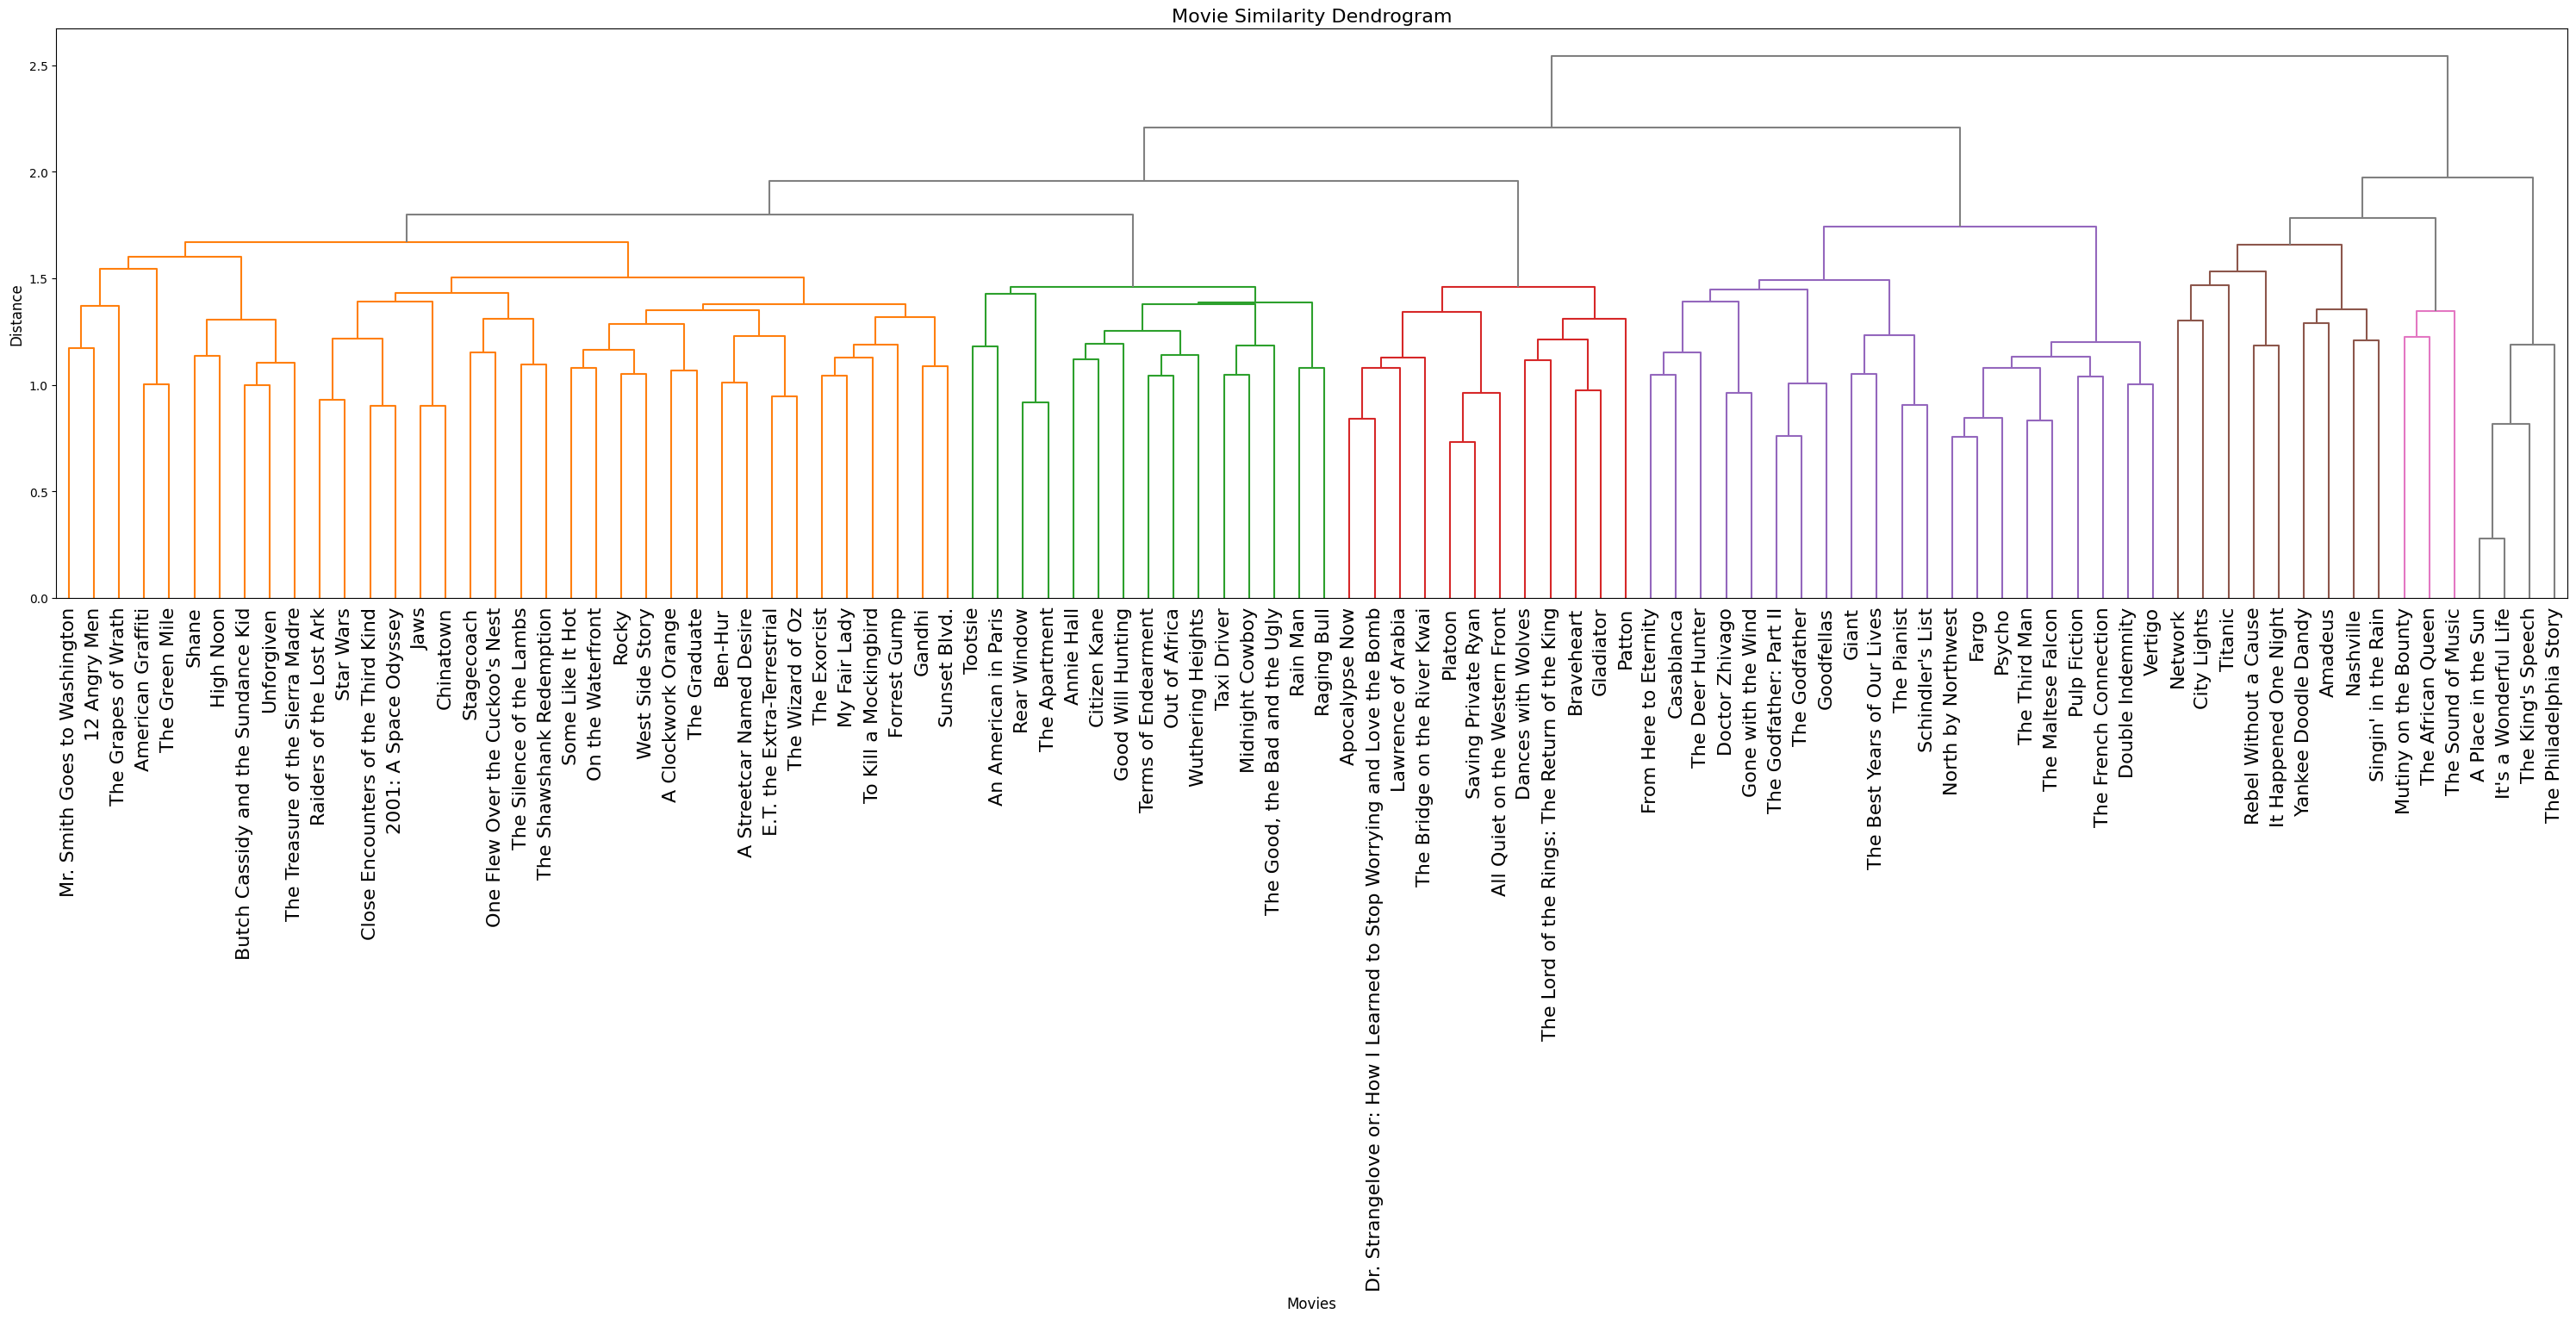 Movie Similarity Dendrogram
2.5
2.0
1.5
1.0
0.5
0.0
Distance
Mr. Smith Goes to Washington
12 Angry Men
The Grapes of Wrath
American Graffiti
The Green Mile
Shane
High Noon
Butch Cassidy and the Sundance Kid
Unforgiven
The Treasure of the Sierra Madre
Raiders of the Lost Ark
Star Wars
Close Encounters of the Third Kind
2001: A Space Odyssey
Jaws
Chinatown
Stagecoach
One Flew Over the Cuckoo's Nest
The Silence of the Lambs
The Shawshank Redemption
Some Like It Hot
On the Waterfront
Rocky
West Side Story
A Clockwork Orange
The Graduate
Ben-Hur
A Streetcar Named Desire
E.T. the Extra-Terrestrial
The Wizard of Oz
The Exorcist
My Fair Lady
To Kill a Mockingbird
Forrest Gump
Gandhi
Sunset Blvd.
Tootsie
An American in Paris
Rear Window
The Apartment
Annie Hall
Citizen Kane
Good Will Hunting
Terms of Endearment
Out of Africa
Wuthering Heights
Taxi Driver
Midnight Cowboy
The Good, the Bad and the Ugly
Rain Man
Raging Bull
Apocalypse Now
Dr. Strangelove or: How I Learned to Stop Worrying and Love the Bomb
Lawrence of Arabia
The Bridge on the River Kwai
Platoon
Saving Private Ryan
All Quiet on the Western Front
Dances with Wolves
The Lord of the Rings: The Return of the King
Braveheart
Gladiator
Patton
From Here to Eternity
Casablanca
The Deer Hunter
Doctor Zhivago
Gone with the Wind
The Godfather: Part II
The Godfather
Goodfellas
Giant
The Best Years of Our Lives
The Pianist
Schindler's List
North by Northwest
Fargo
Psycho
The Third Man
The Maltese Falcon
Pulp Fiction
The French Connection
Double Indemnity
Vertigo
Network
City Lights
Titanic
Rebel Without a Cause
It Happened One Night
Yankee Doodle Dandy
Amadeus
Nashville
Singin' in the Rain
Mutiny on the Bounty
The African Queen
The Sound of Music
A Place in the Sun
It's a Wonderful Life
The King's Speech
The Philadelphia Story
Movies